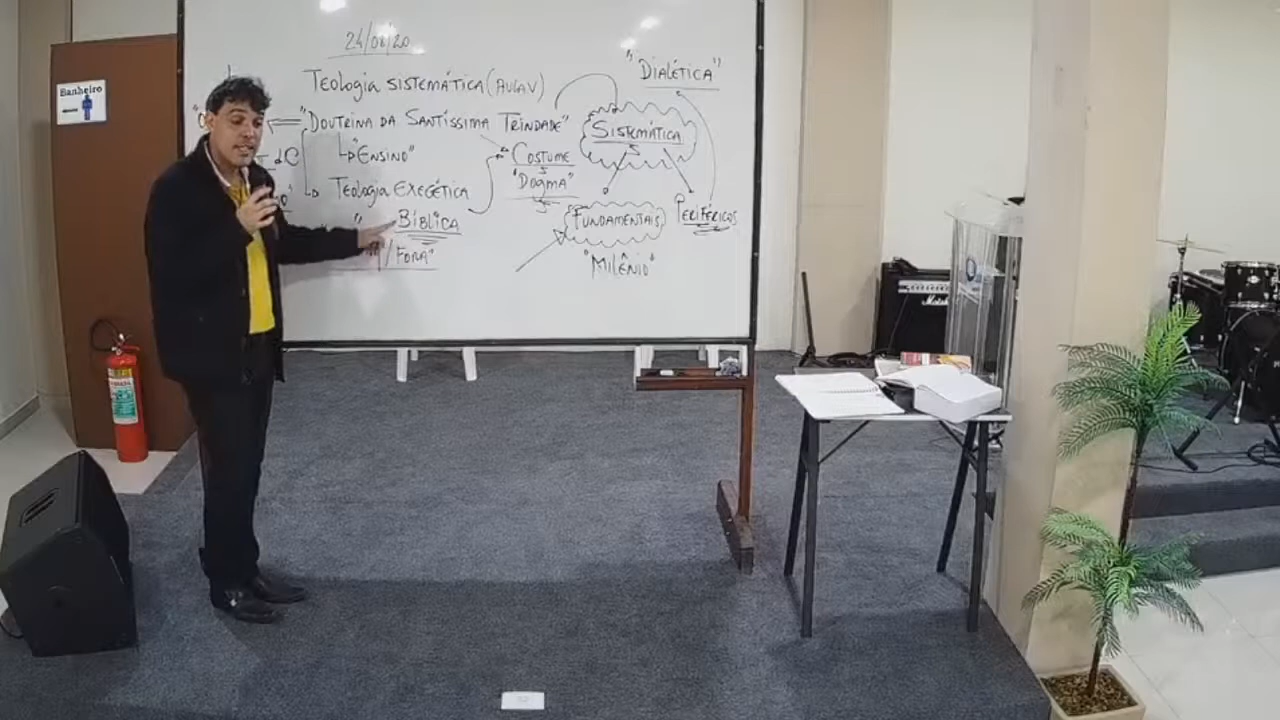 24/08/20
Teologia SISTEMÁTICA (AULA V)
"DOUTRINA DA SANTÍSSIMA TRINDADE"
"ENSINO"
Teologia EXEGÉTICA
BÍBLICA
/FORA"
COSTUME
"DOGMA"
"DIALÉTICA"
SISTEMÁTICA
FUNDAMENTAIS
PERIFÉRICOS
"MILÊNIO"
Banheiro
Marshall